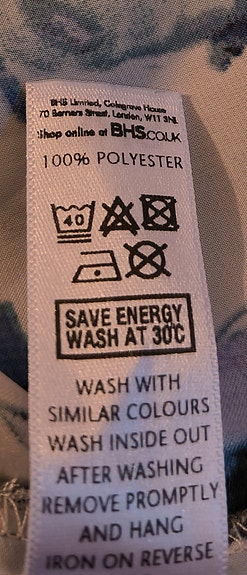 BHS Limited, Colegrave House
70 Berners Street, London, W1T 3NL
Shop online at BHS.CO.UK
100% POLYESTER
40
SAVE ENERGY
WASH AT 30°C
WASH WITH
SIMILAR COLOURS
WASH INSIDE OUT
AFTER WASHING
REMOVE PROMPTLY
AND HANG
IRON ON REVERSE